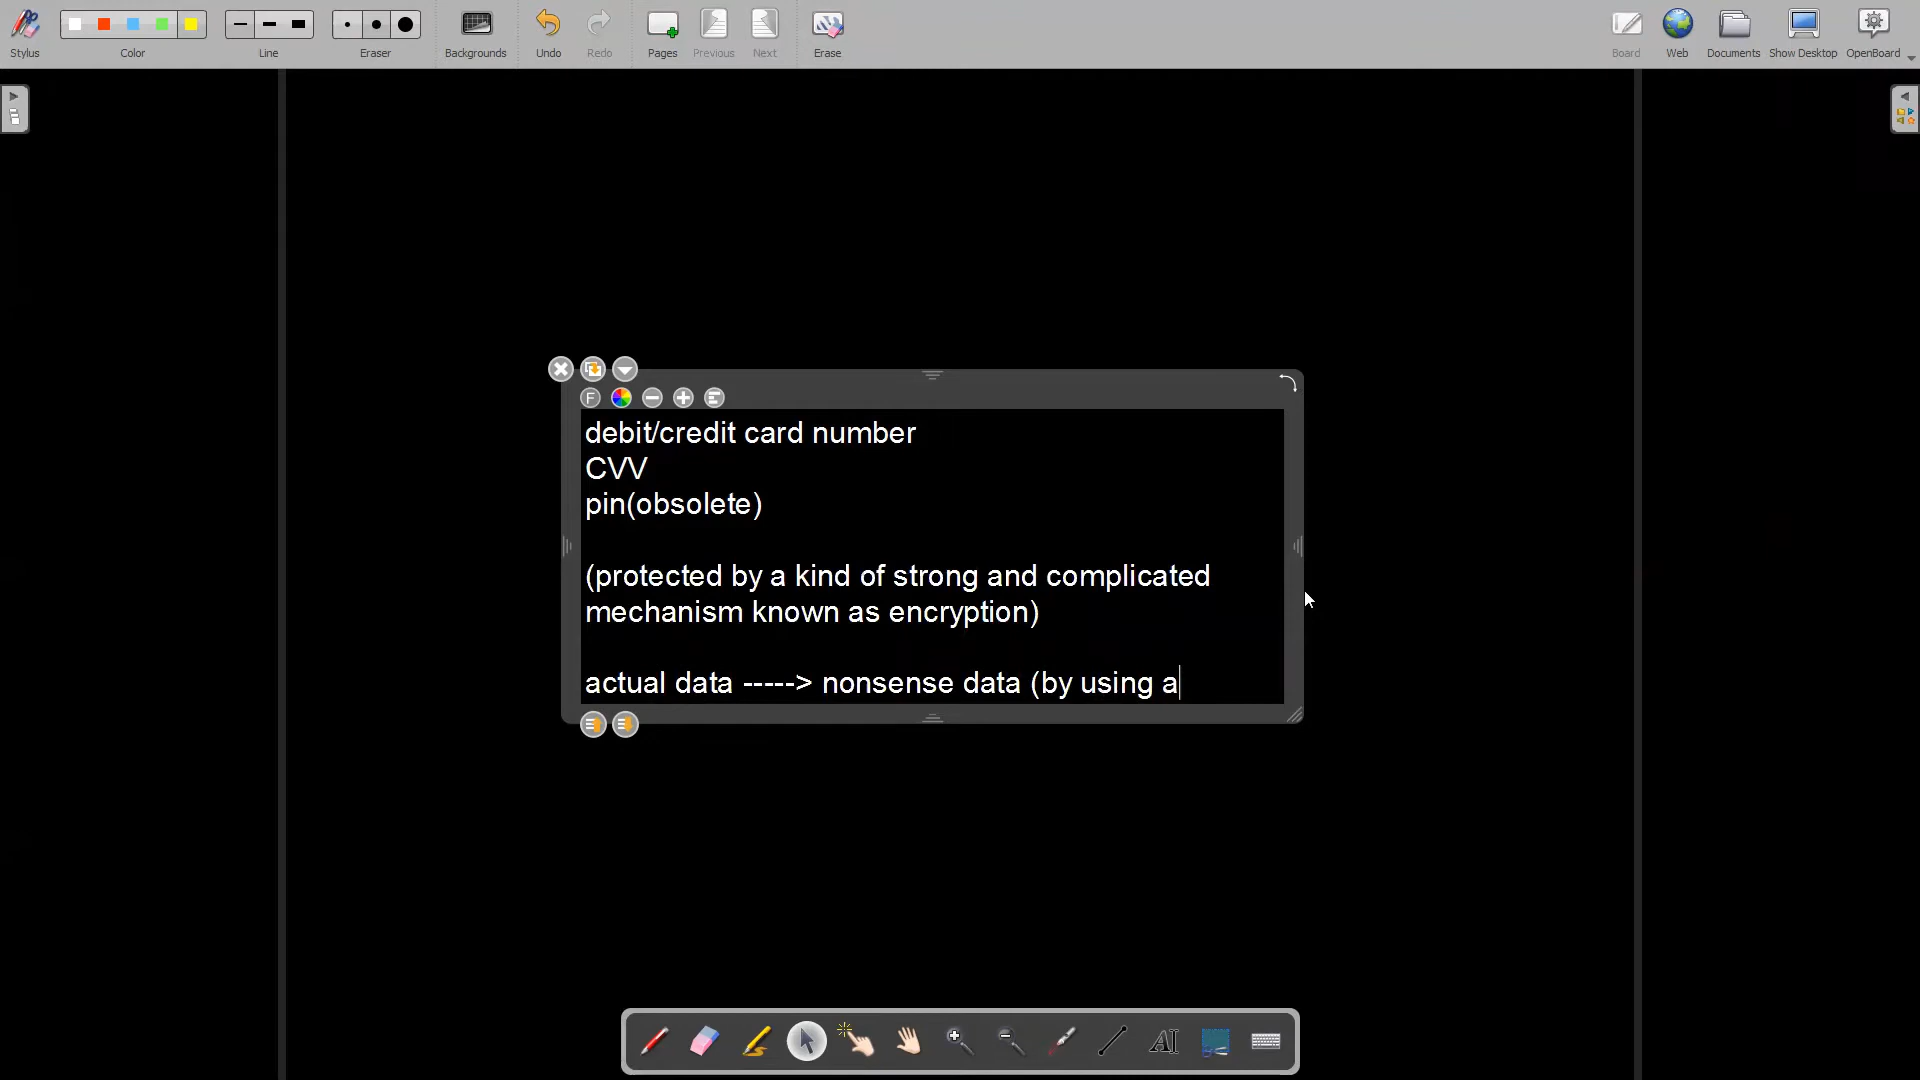 Stylus
Color
Line
Eraser
Backgrounds
Undo
Redo
Pages
Previous
Next
Erase
Board
Web
Documents
Show Desktop
OpenBoard
F
debit/credit card number
CVV
pin(obsolete)
(protected by a kind of strong and complicated
mechanism known as encryption)
actual data -----> nonsense data (by using a
AI